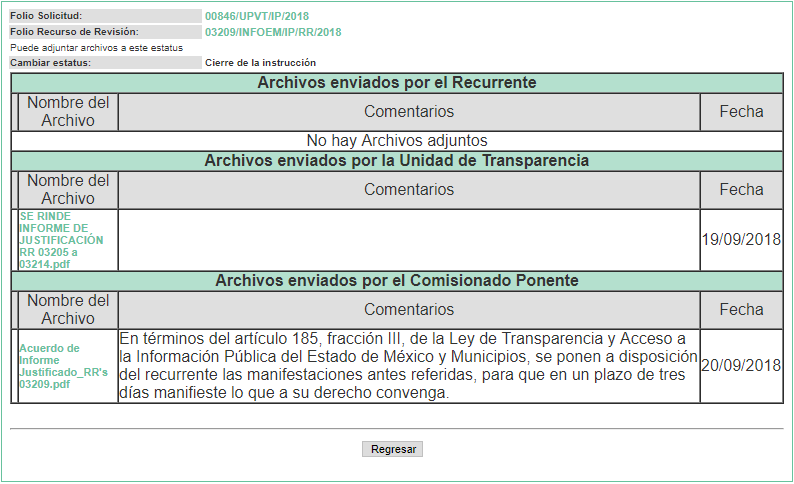 Folio Solicitud: 00846/UPVT/IP/2018
Folio Recurso de Revisión: 03209/INFOEM/IP/RR/2018
Puede adjuntar archivos a este estatus
Cambiar estatus: Cierre de la instrucción
Archivos enviados por el Recurrente
Nombre del
Archivo
Comentarios
Fecha
No hay Archivos adjuntos
Archivos enviados por la Unidad de Transparencia
Nombre del
Archivo
Comentarios
Fecha
SE RINDE
INFORME DE
JUSTIFICACIÓN
RR 03205 a
03214.pdf
19/09/2018
Archivos enviados por el Comisionado Ponente
Nombre del
Archivo
Comentarios
Fecha
Acuerdo de
Informe
Justificado_RR's
03209.pdf
En términos del artículo 185, fracción III, de la Ley de Transparencia y Acceso a
la Información Pública del Estado de México y Municipios, se ponen a disposición
del recurrente las manifestaciones antes referidas, para que en un plazo de tres
días manifieste lo que a su derecho convenga.
20/09/2018
Regresar